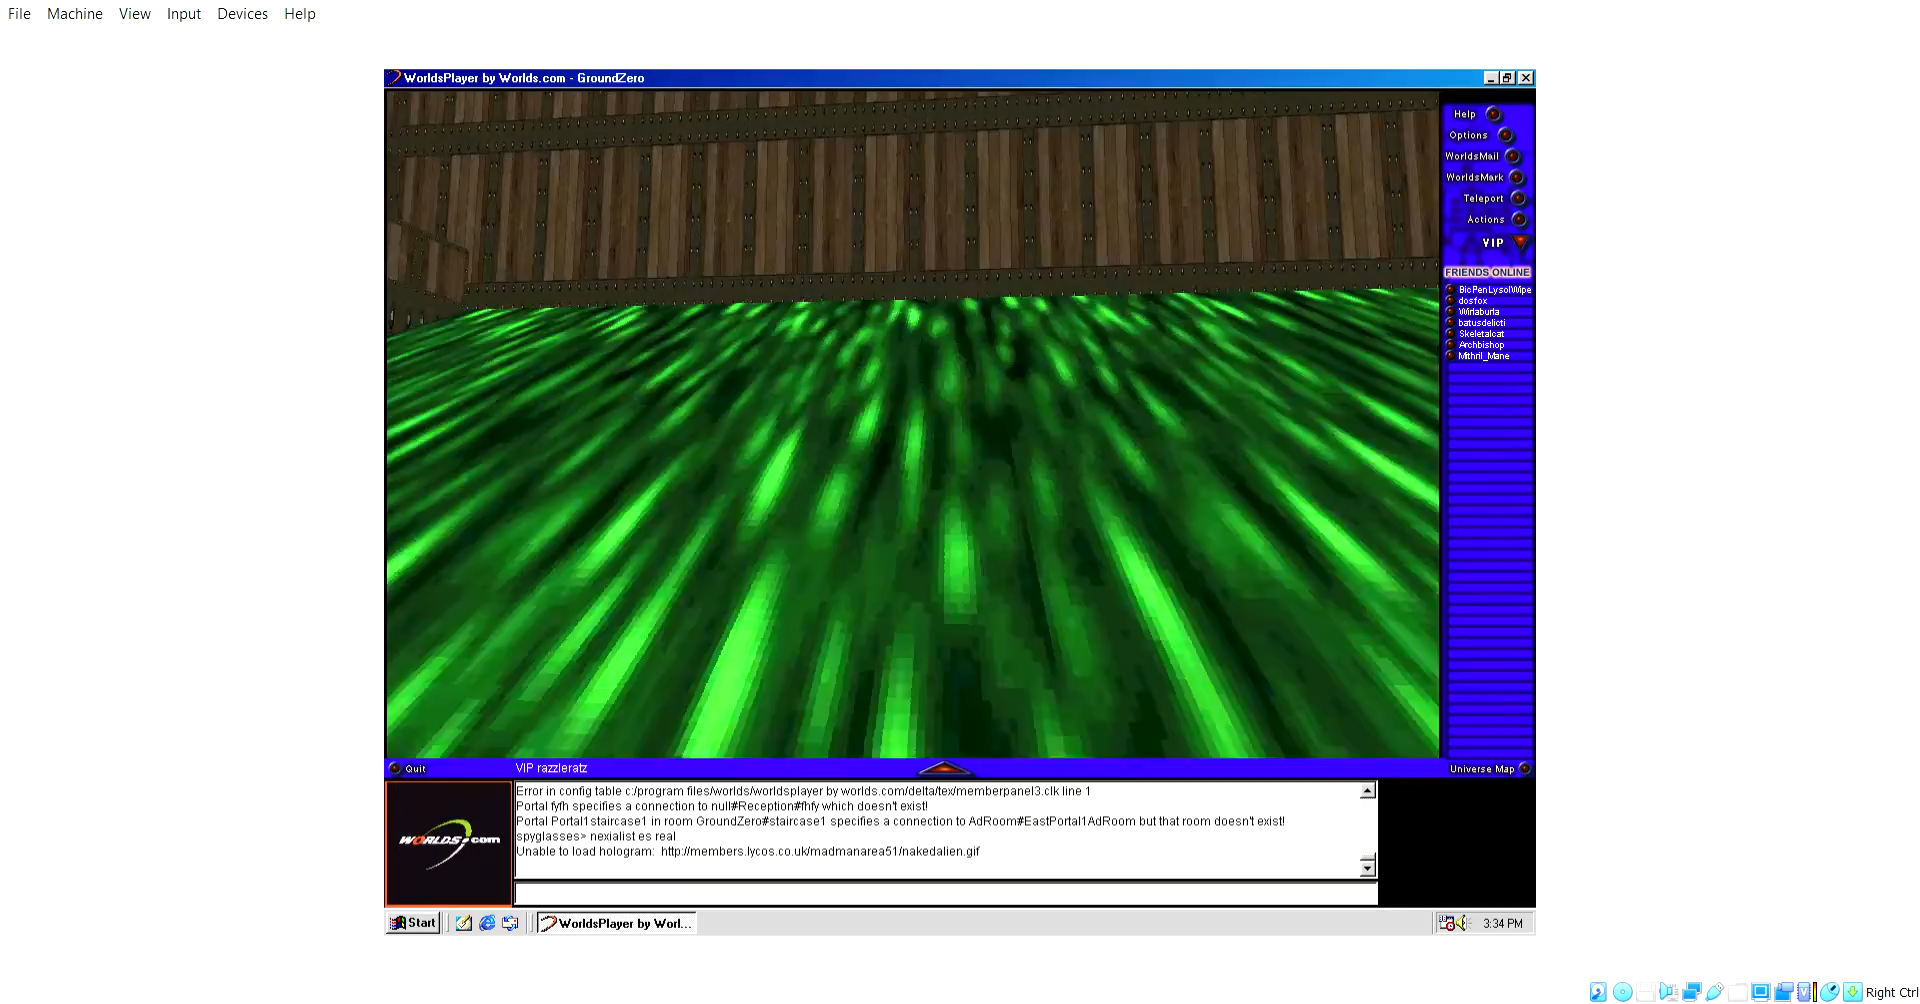 File Machine View Input Devices Help
WorldsPlayer by Worlds.com - GroundZero
Help
Options
WorldsMail
WorldsMark
Teleport
Actions
VIP
FRIENDS ONLINE
BicPenLysolWipe
dosfox
Wirlaburla
batusdelicti
Skeletalcat
Archbishop
Mithril_Mane
Quit
VIP razzleratz
Universe Map
WORLDS.com
Error in config table c:/program files/worlds/worldsplayer by worlds.com/delta/tex/memberpanel3.clk line 1
Portal fyfh specifies a connection to null#Reception#fhfy which doesn't exist!
Portal Portal1staircase1 in room GroundZero#staircase1 specifies a connection to AdRoom#EastPortal1AdRoom but that room doesn't exist!
spyglasses> nexialist es real
Unable to load hologram: http://members.lycos.co.uk/madmanarea51/nakedalien.gif
Start
WorldsPlayer by Worl...
3:34 PM
Right Ctrl